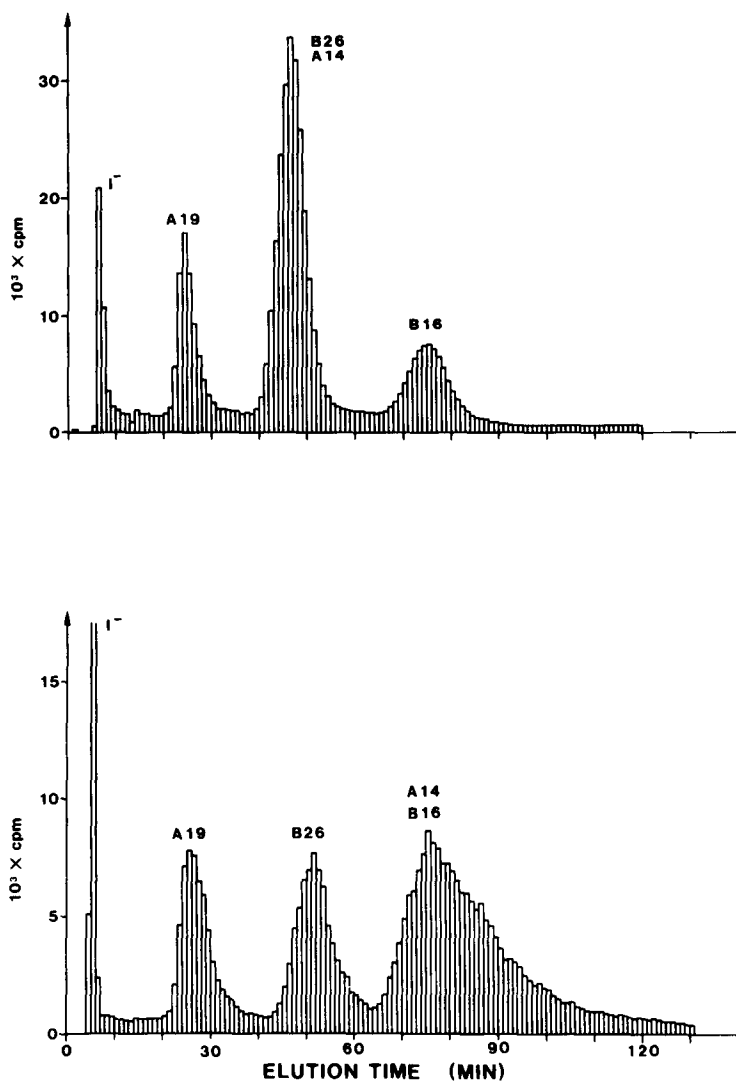 B26
A14
30
I⁻
20
A19
10³ X cpm
B16
10
0
I⁻
15
A14
10
B16
A19
B26
10³ X cpm
5
0
0
30
60
90
120
ELUTION TIME (MIN)